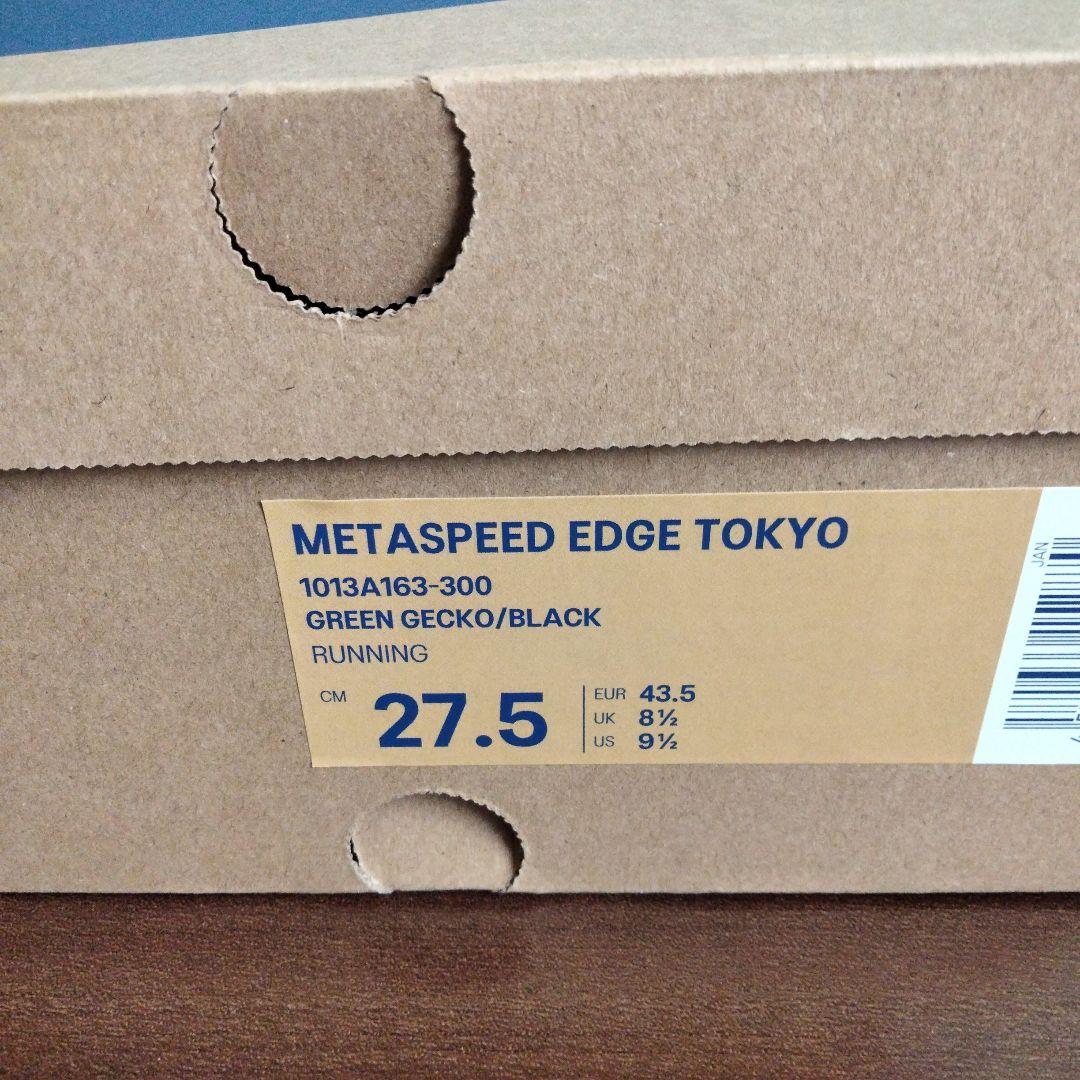 METASPEED EDGE TOKYO
1013A163-300
GREEN GECKO/BLACK
RUNNING
CM 27.5
EUR 43.5
UK 8½
US 9½
JAN